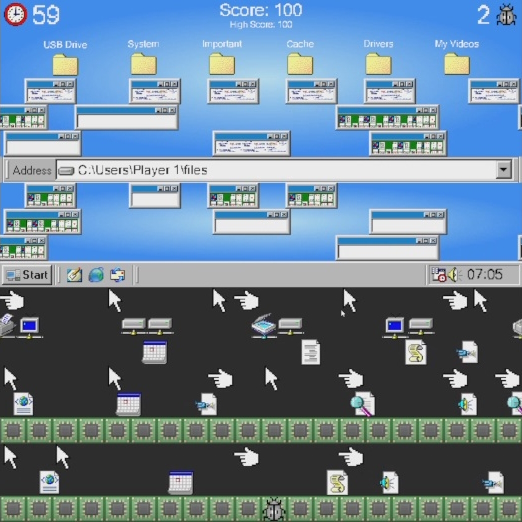 59
Score: 100
High Score: 100
2
USB Drive
System
Important
Cache
Drivers
My Videos
Address
C:\Users\Player 1\files
Start
07:05